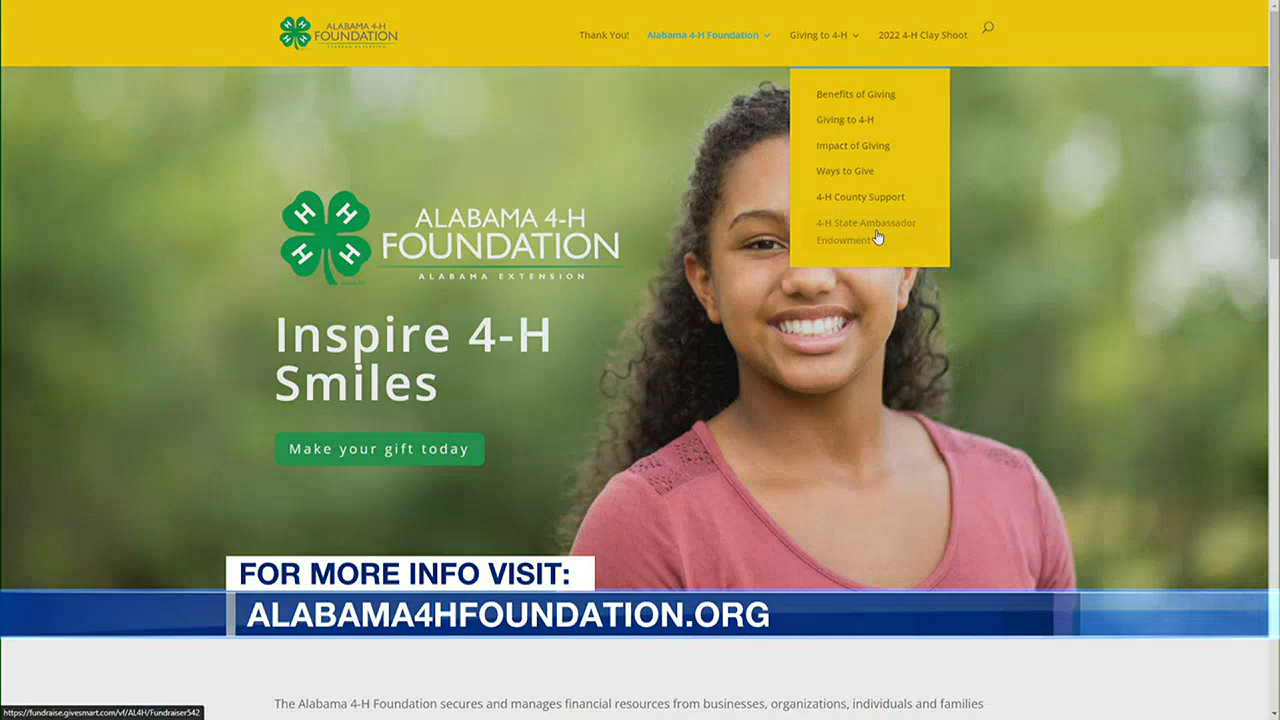 ALABAMA 4-H
FOUNDATION
ALABAMA EXTENSION
Thank You!
Alabama 4-H Foundation
Giving to 4-H
2022 4-H Clay Shoot
Benefits of Giving
Giving to 4-H
Impact of Giving
Ways to Give
4-H County Support
4-H State Ambassador
Endowment
H H
H H
ALABAMA 4-H
FOUNDATION
ALABAMA EXTENSION
Inspire 4-H
Smiles
Make your gift today
FOR MORE INFO VISIT:
ALABAMA4HFOUNDATION.ORG
The Alabama 4-H Foundation secures and manages financial resources from businesses, organizations, individuals and families
https://fundraise.givesmart.com/vf/AL4H/Fundraiser542